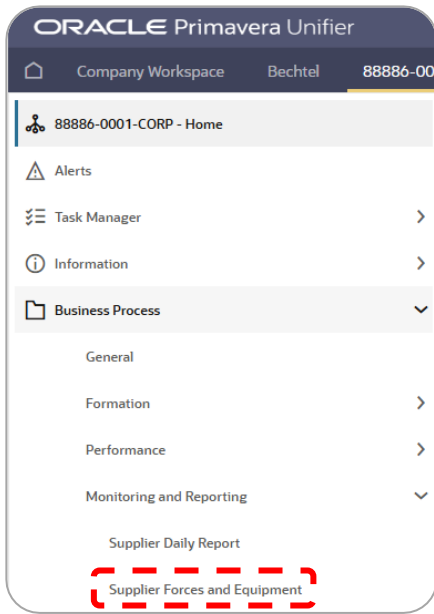 ORACLE Primavera Unifier
Company Workspace Bechtel 88886-00
88886-0001-CORP - Home
Alerts
Task Manager
Information
Business Process
General
Formation
Performance
Monitoring and Reporting
Supplier Daily Report
Supplier Forces and Equipment